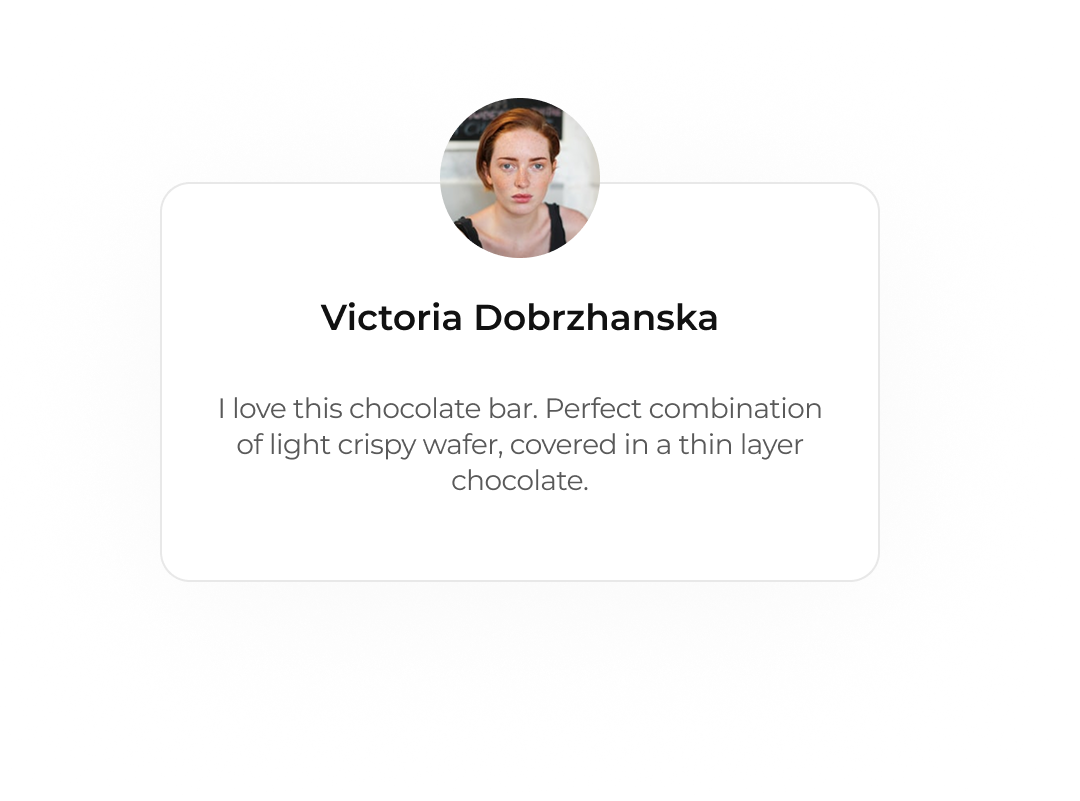 Victoria Dobrzhanska
I love this chocolate bar. Perfect combination
of light crispy wafer, covered in a thin layer
chocolate.